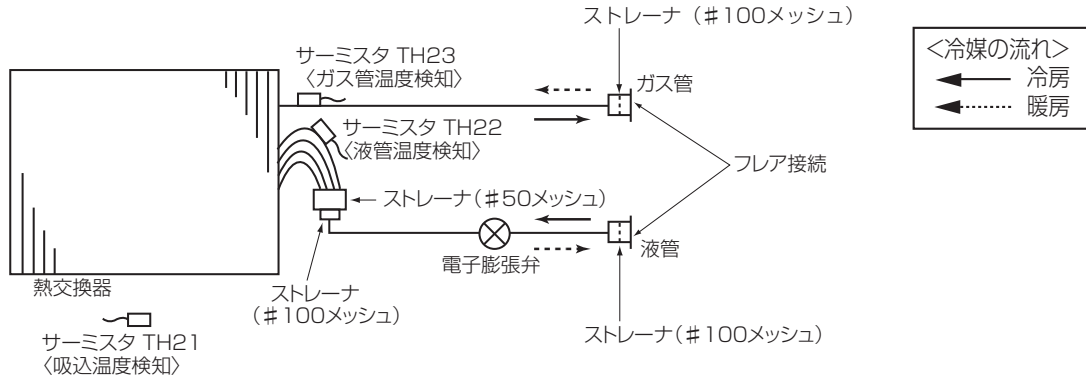 ストレーナ（＃100メッシュ）
サーミスタ TH23
〈ガス管温度検知〉
ガス管
＜冷媒の流れ＞
冷房
暖房
サーミスタ TH22
〈液管温度検知〉
フレア接続
ストレーナ（＃50メッシュ）
電子膨張弁
液管
熱交換器
ストレーナ
（＃100メッシュ）
ストレーナ（＃100メッシュ）
サーミスタ TH21
〈吸込温度検知〉